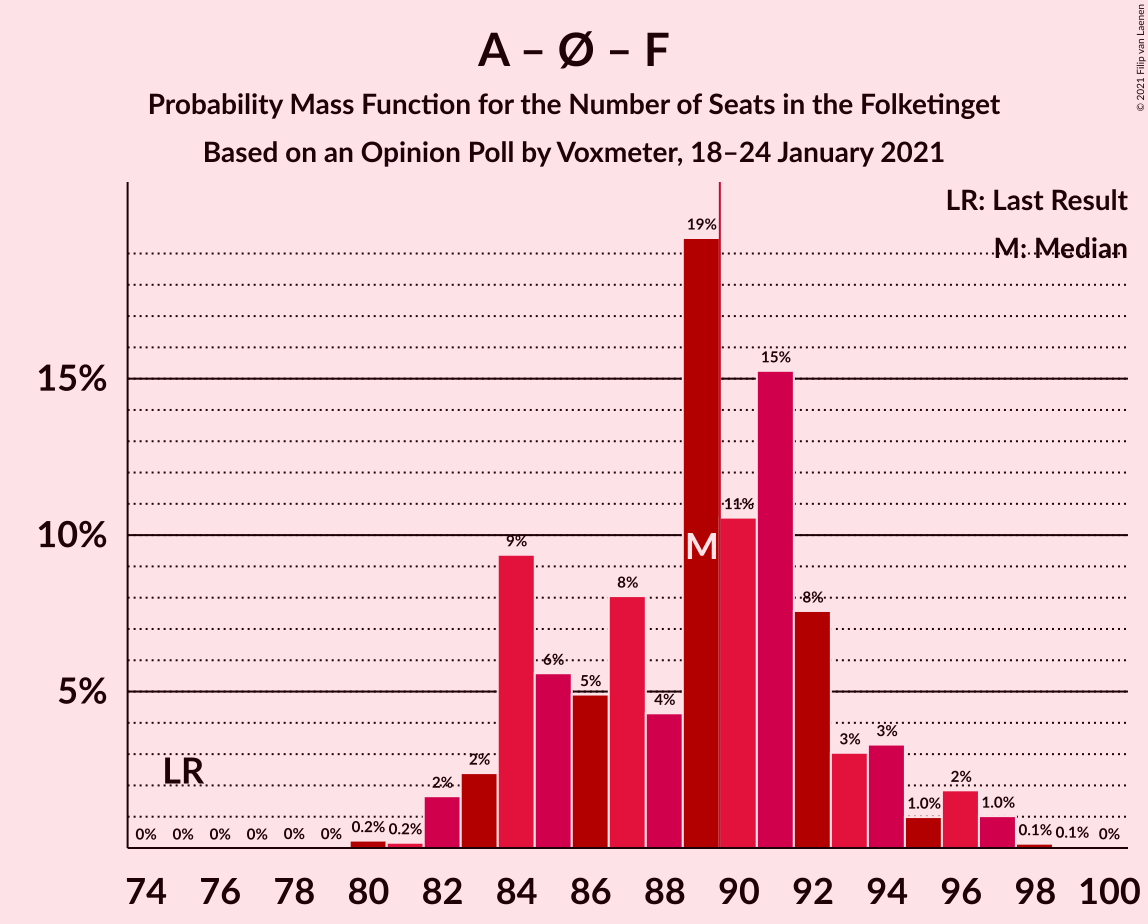 A – Ø – F
Probability Mass Function for the Number of Seats in the Folketinget
Based on an Opinion Poll by Voxmeter, 18–24 January 2021
© 2021 Filip van Laenen
LR: Last Result
M: Median
15%
10%
5%
LR
M
0% 0% 0% 0% 0% 0% 0.2% 0.2% 2% 2% 9% 6% 5% 8% 4% 19% 11% 15% 8% 3% 3% 1.0% 2% 1.0% 0.1% 0.1% 0%
74 76 78 80 82 84 86 88 90 92 94 96 98 100